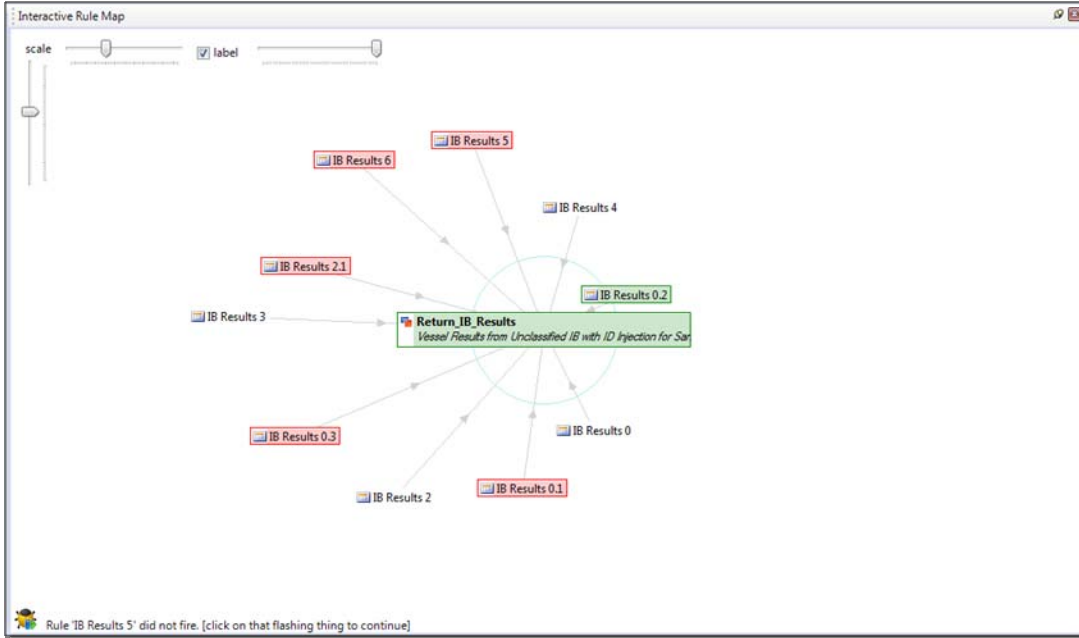 Interactive Rule Map
scale
label
IB Results 5
IB Results 6
IB Results 4
IB Results 2.1
IB Results 0.2
IB Results 3
Return_IB_Results
Vessel Results from Unclassified IB with ID Injection for Sar
IB Results 0
IB Results 0.3
IB Results 0.1
IB Results 2
Rule 'IB Results 5' did not fire. [click on that flashing thing to continue]